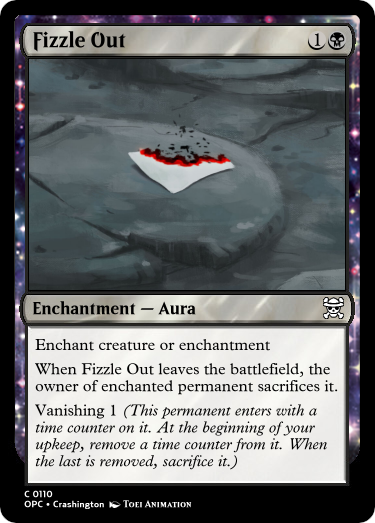 Fizzle Out
1
Enchantment — Aura
Enchant creature or enchantment
When Fizzle Out leaves the battlefield, the
owner of enchanted permanent sacrifices it.
Vanishing 1 (This permanent enters with a
time counter on it. At the beginning of your
upkeep, remove a time counter from it. When
the last is removed, sacrifice it.)
C 0110
OPC • Crashington Toei Animation